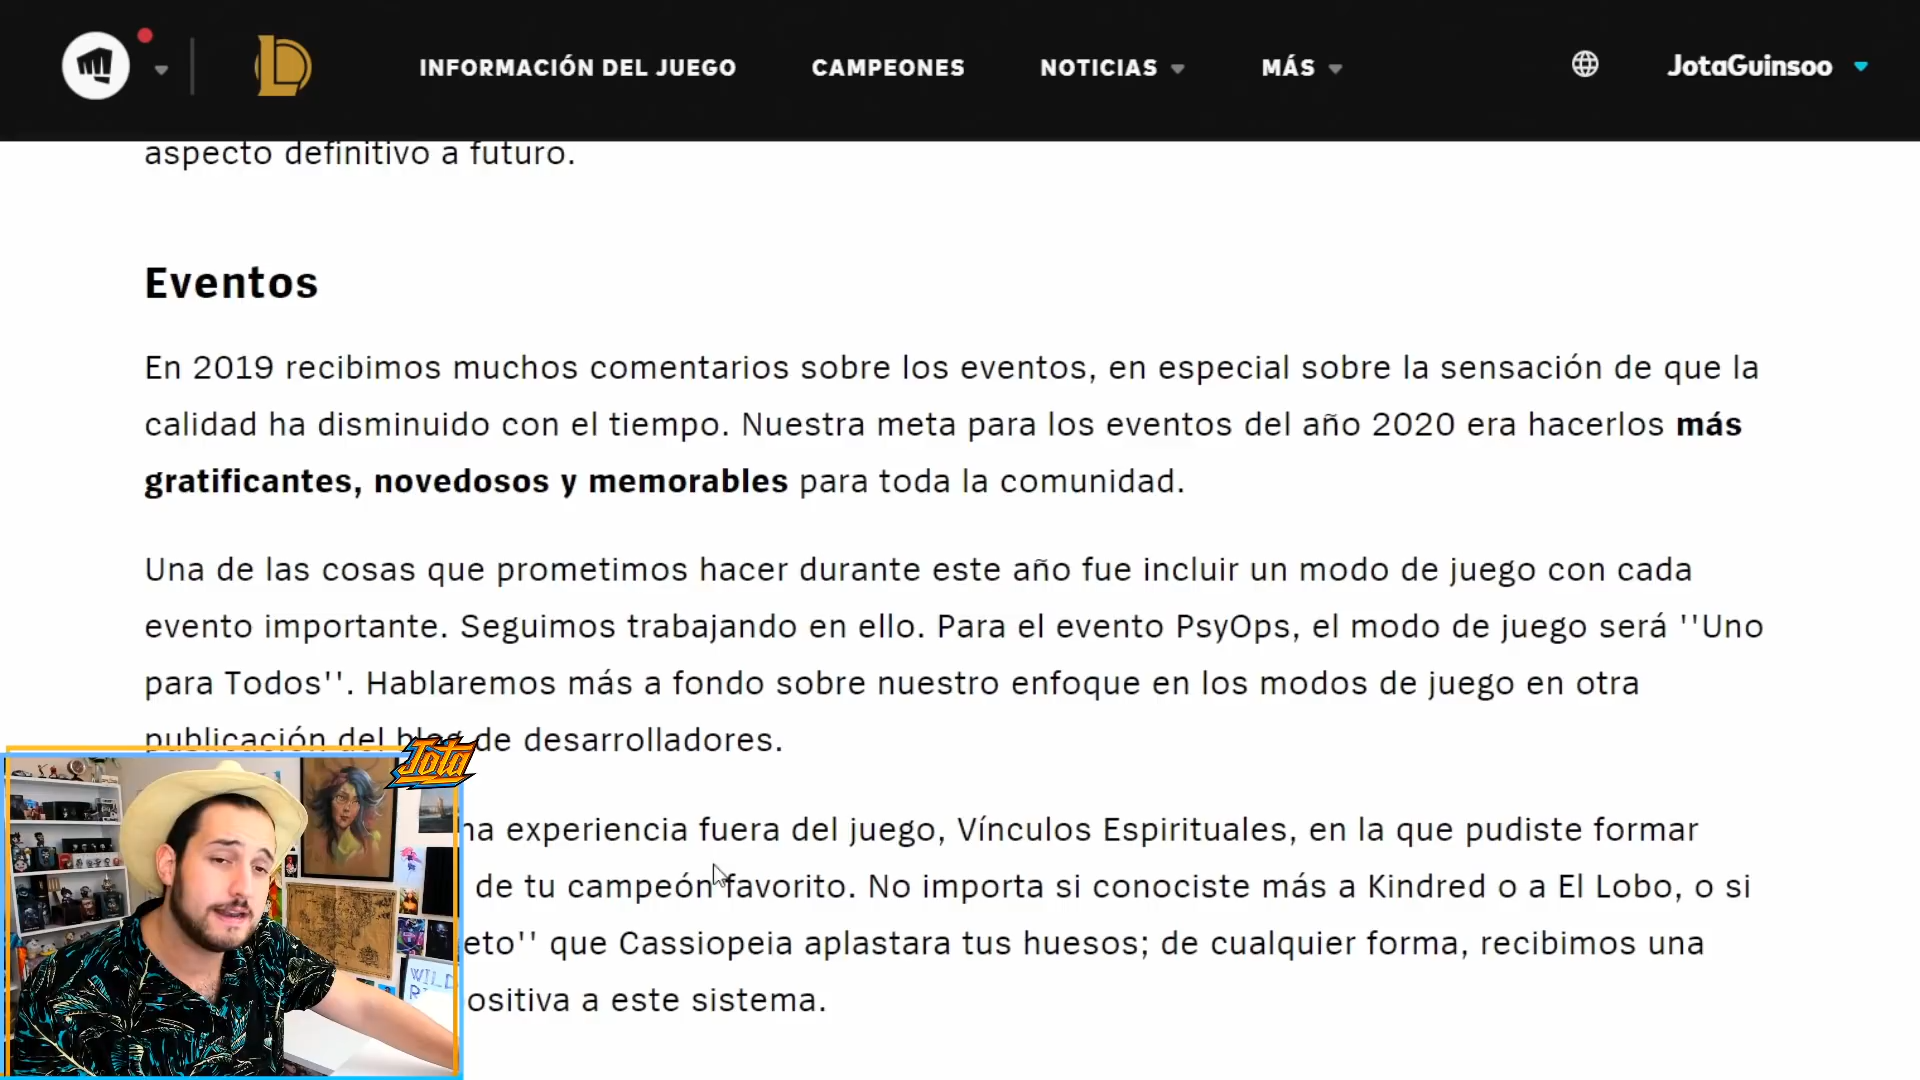 INFORMACIÓN DEL JUEGO CAMPEONES NOTICIAS MÁS JotaGuinsoo
aspecto definitivo a futuro.
Eventos
En 2019 recibimos muchos comentarios sobre los eventos, en especial sobre la sensación de que la
calidad ha disminuido con el tiempo. Nuestra meta para los eventos del año 2020 era hacerlos más
gratificantes, novedosos y memorables para toda la comunidad.
Una de las cosas que prometimos hacer durante este año fue incluir un modo de juego con cada
evento importante. Seguimos trabajando en ello. Para el evento PsyOps, el modo de juego será ''Uno
para Todos''. Hablaremos más a fondo sobre nuestro enfoque en los modos de juego en otra
publicación del blog de desarrolladores.
Jota
experiencia fuera del juego, Vínculos Espirituales, en la que pudiste formar
de tu campeón favorito. No importa si conociste más a Kindred o a El Lobo, o si
eto'' que Cassiopeia aplastara tus huesos; de cualquier forma, recibimos una
ositiva a este sistema.
WILD